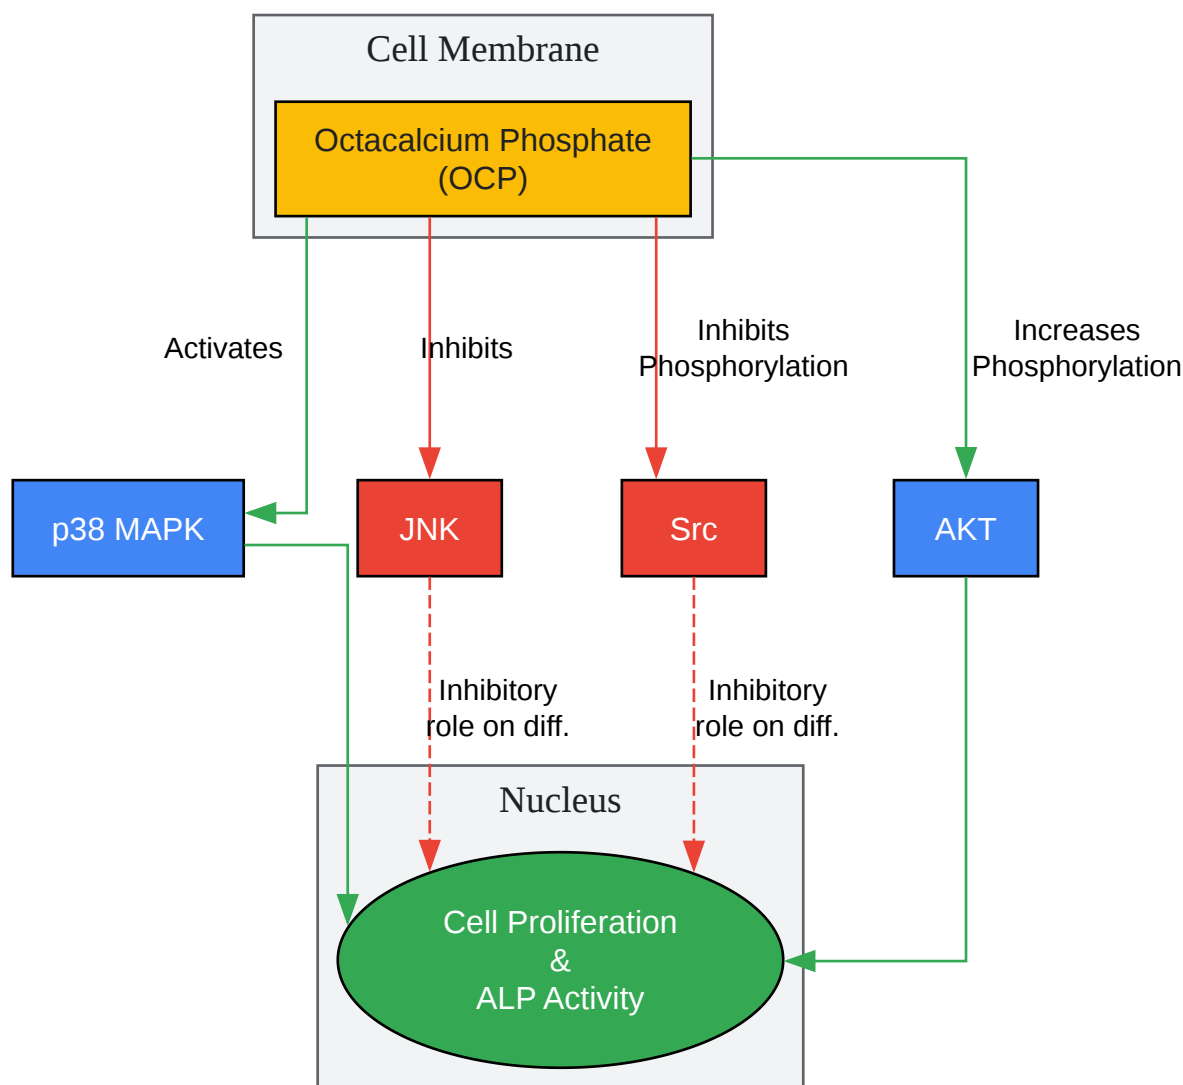 Cell Membrane
Octacalcium Phosphate
(OCP)
Activates
Inhibits
Inhibits
Phosphorylation
Increases
Phosphorylation
p38 MAPK
JNK
Src
AKT
Inhibitory
role on diff.
Inhibitory
role on diff.
Nucleus
Cell Proliferation
&
ALP Activity